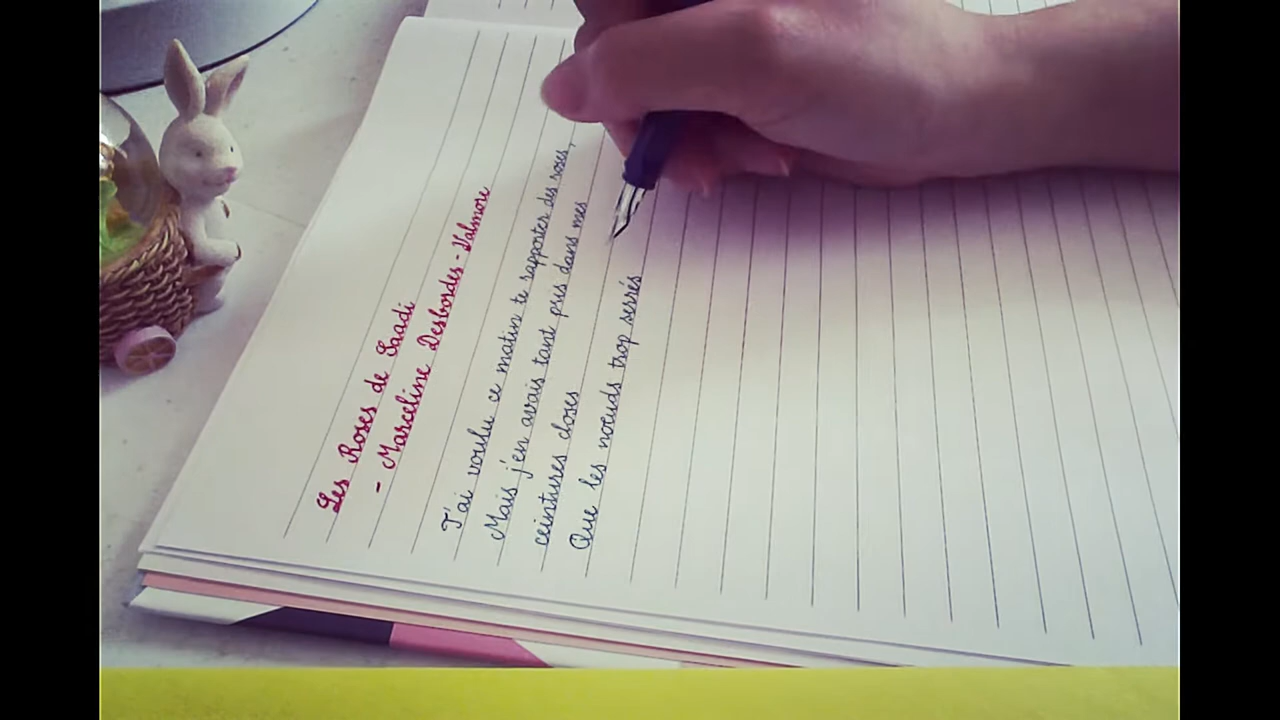 Les Roses de Saadi
- Marceline Desbordes-Valmore
J'ai voulu ce matin te rapporter des roses,
Mais j'en avais tant pris dans mes
ceintures closes
Que les noeuds trop serrés